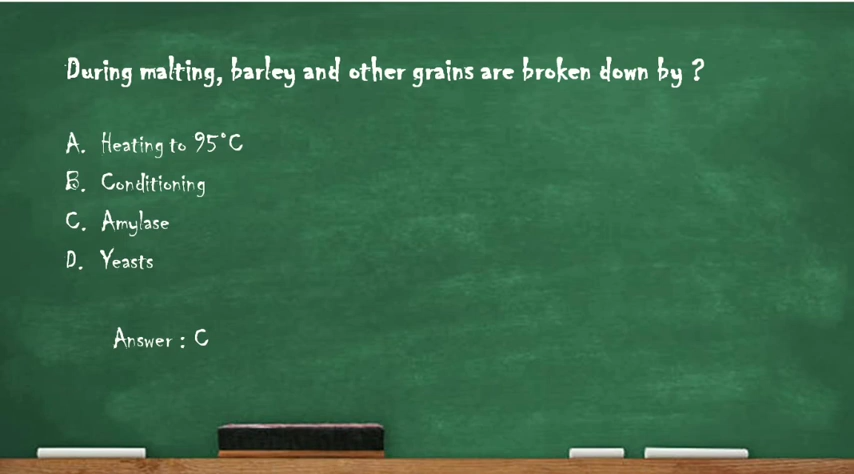 During malting, barley and other grains are broken down by ?
A. Heating to 95°C
B. Conditioning
C. Amylase
D. Yeasts
Answer : C